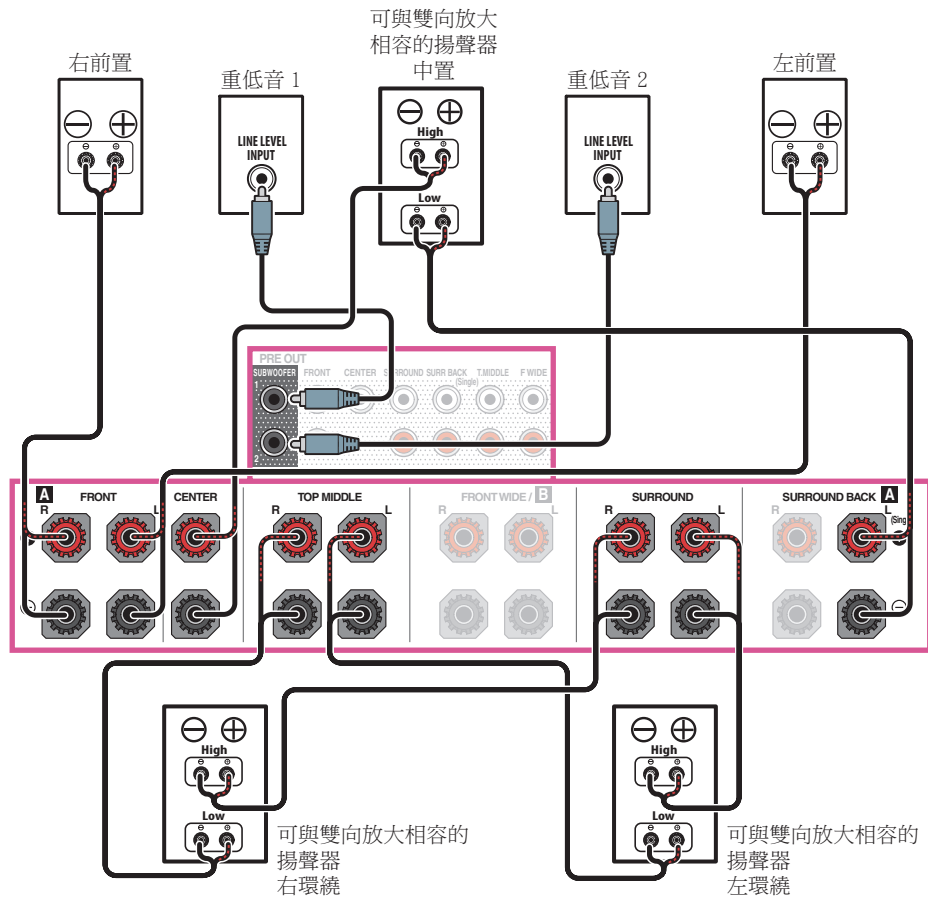 可與雙向放大
相容的揚聲器
中置
右前置
重低音 1
重低音 2
左前置
LINE LEVEL
INPUT
High
Low
LINE LEVEL
INPUT
PRE OUT
SUBWOOFER FRONT CENTER SURROUND SURR BACK T.MIDDLE F WIDE
(Single)
1
2
A FRONT CENTER TOP MIDDLE FRONT WIDE / B SURROUND SURROUND BACK A
R L R L R L R L R L
High
Low
可與雙向放大相容的
揚聲器
右環繞
High
Low
可與雙向放大相容的
揚聲器
左環繞